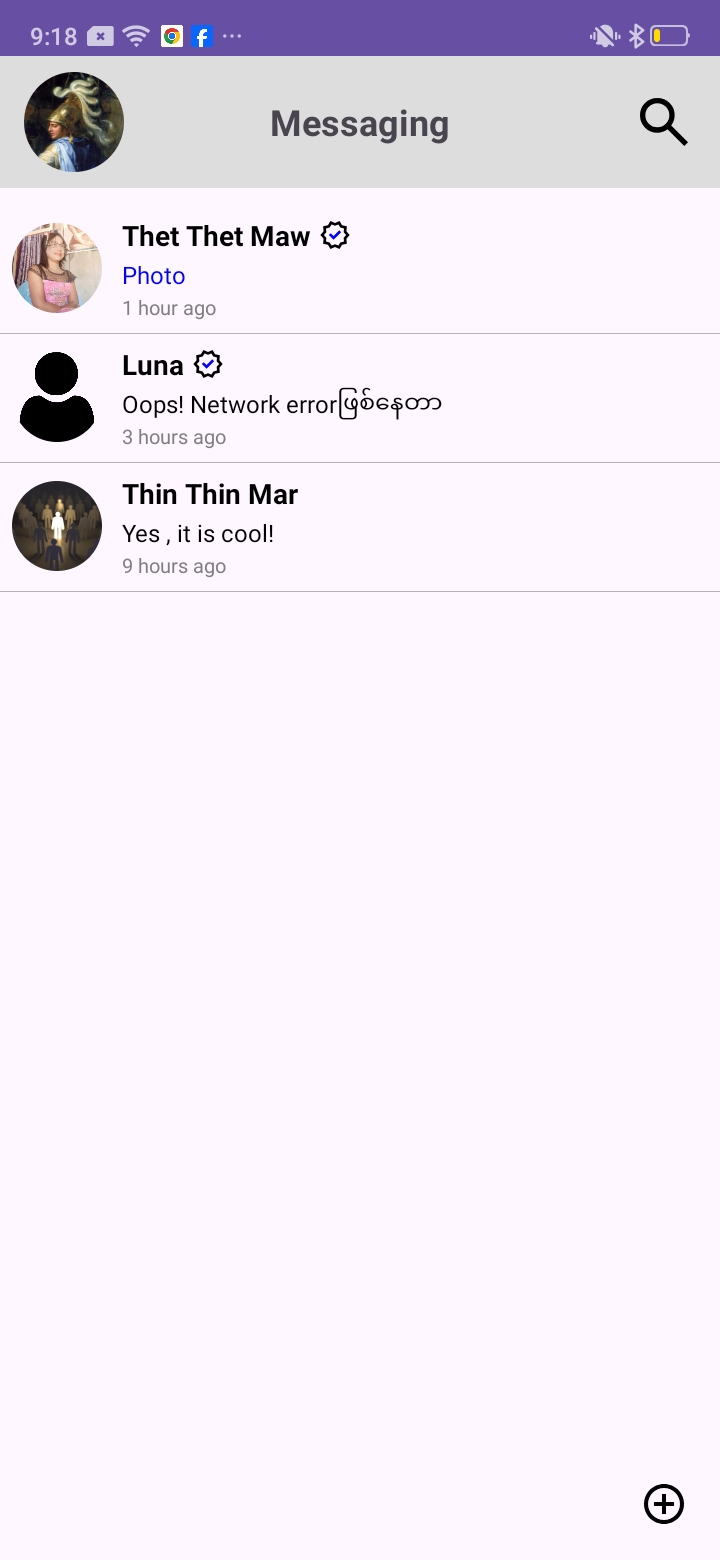 9:18
Messaging
Thet Thet Maw
Photo
1 hour ago
Luna
Oops! Network errorဖြစ်နေတာ
3 hours ago
Thin Thin Mar
Yes , it is cool!
9 hours ago